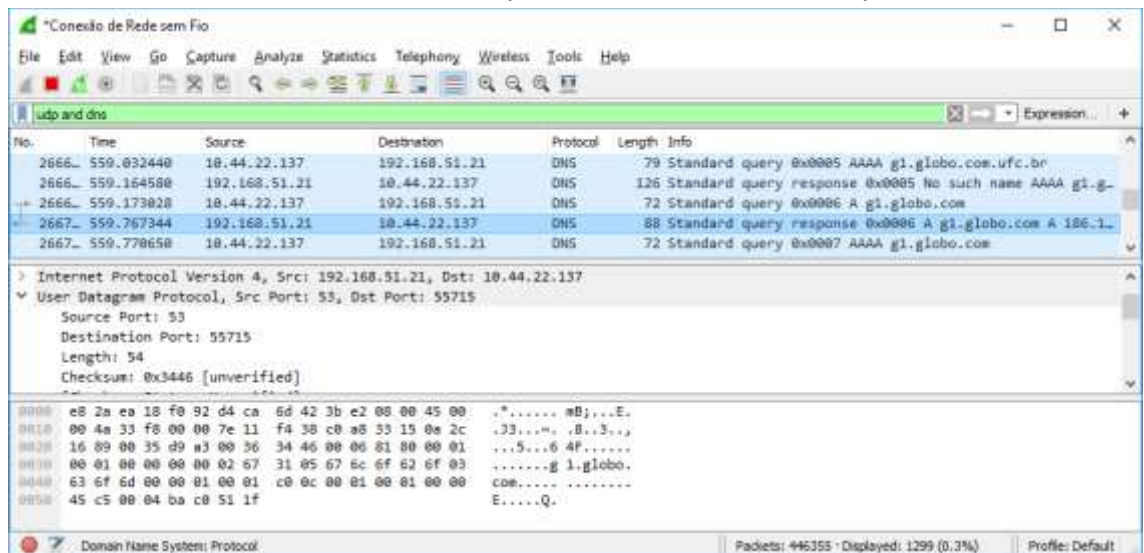 *Conexão de Rede sem Fio
File Edit View Go Capture Analyze Statistics Telephony Wireless Tools Help
udp and dns Expression... +
No. Time Source Destination Protocol Length Info
2666… 559.032440 10.44.22.137 192.168.51.21 DNS 79 Standard query 0x0005 AAAA g1.globo.com.ufc.br
2666… 559.164580 192.168.51.21 10.44.22.137 DNS 126 Standard query response 0x0005 No such name AAAA g1.g…
2666… 559.173028 10.44.22.137 192.168.51.21 DNS 72 Standard query 0x0006 A g1.globo.com
2667… 559.767344 192.168.51.21 10.44.22.137 DNS 88 Standard query response 0x0006 A g1.globo.com A 186.1…
2667… 559.770650 10.44.22.137 192.168.51.21 DNS 72 Standard query 0x0007 AAAA g1.globo.com
Internet Protocol Version 4, Src: 192.168.51.21, Dst: 10.44.22.137
User Datagram Protocol, Src Port: 53, Dst Port: 55715
Source Port: 53
Destination Port: 55715
Length: 54
Checksum: 0x3446 [unverified]
0000 e8 2a ea 18 f0 92 d4 ca 6d 42 3b e2 08 00 45 00 .*...... mB;...E.
0010 00 4a 33 f8 00 00 7e 11 f4 38 c0 a8 33 15 0a 2c .J3...~. .8..3..,
0020 16 89 00 35 d9 a3 00 36 34 46 00 06 81 80 00 01 ...5...6 4F......
0030 00 01 00 00 00 00 02 67 31 05 67 6c 6f 62 6f 03 .......g 1.globo.
0040 63 6f 6d 00 00 01 00 01 c0 0c 00 01 00 01 00 00 com..... ........
0050 45 c5 00 04 ba c0 51 1f E.....Q.
Domain Name System: Protocol Packets: 446355 · Displayed: 1299 (0.3%) Profile: Default